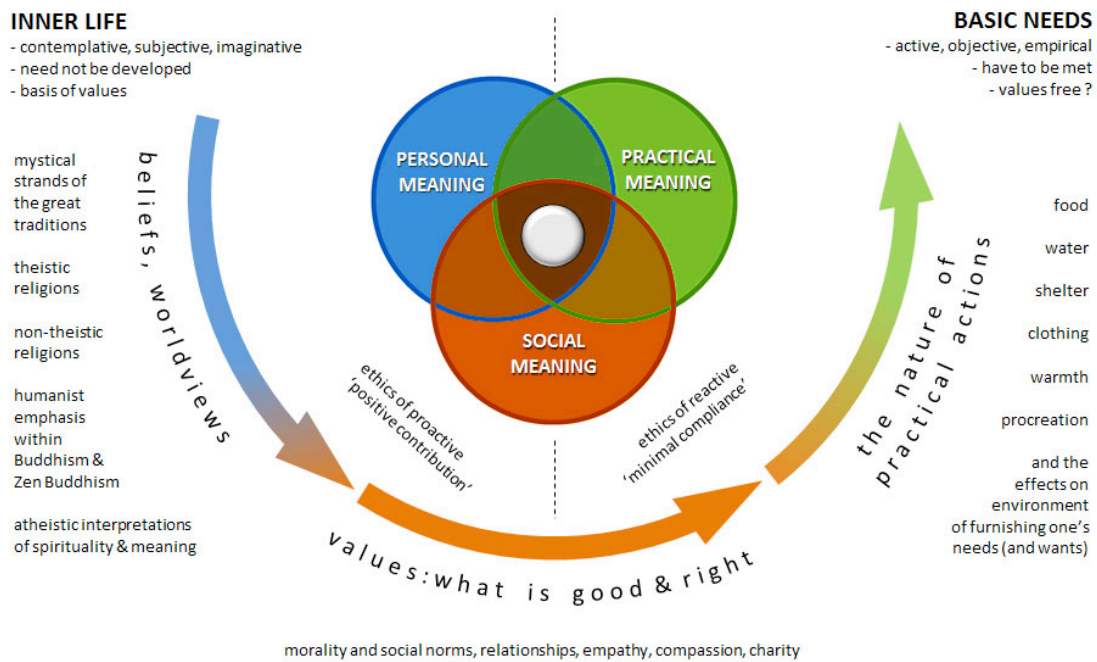 INNER LIFE
- contemplative, subjective, imaginative
- need not be developed
- basis of values
BASIC NEEDS
- active, objective, empirical
- have to be met
- values free ?
mystical
strands of
the great
traditions
theistic
religions
non-theistic
religions
humanist
emphasis
within
Buddhism &
Zen Buddhism
atheistic interpretations
of spirituality & meaning
beliefs, worldviews
PERSONAL
MEANING
PRACTICAL
MEANING
SOCIAL
MEANING
ethics of proactive
'positive contribution'
ethics of reactive
'minimal compliance'
values:what is good & right
the nature of
practical actions
food
water
shelter
clothing
warmth
procreation
and the
effects on
environment
of furnishing one's
needs (and wants)
morality and social norms, relationships, empathy, compassion, charity